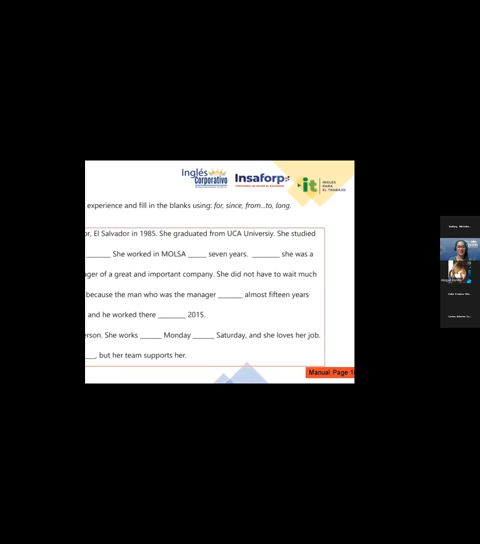 Inglés
Corporativo
Insaforp
it
INGLÉS
PARA
EL TRABAJO
experience and fill in the blanks using: for, since, from...to, long.
or, El Salvador in 1985. She graduated from UCA Universiy. She studied
_______ She worked in MOLSA _____ seven years. ________ she was a
ager of a great and important company. She did not have to wait much
because the man who was the manager _______ almost fifteen years
, and he worked there ________ 2015.
erson. She works ______ Monday ______ Saturday, and she loves her job.
___, but her team supports her.
Manual Page 1